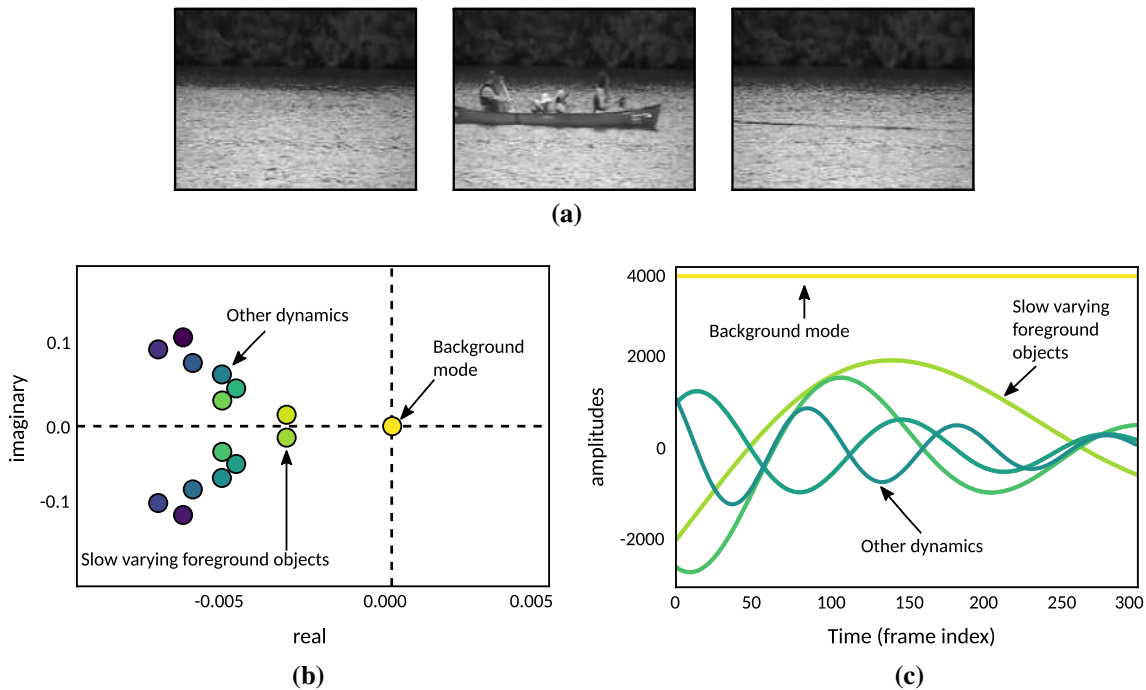 (a)
0.1
0.0
-0.1
imaginary
Other dynamics
Background
mode
Slow varying foreground objects
-0.005
0.000
0.005
real
(b)
4000
2000
0
-2000
amplitudes
Background mode
Slow varying
foreground
objects
Other dynamics
0
50
100
150
200
250
300
Time (frame index)
(c)